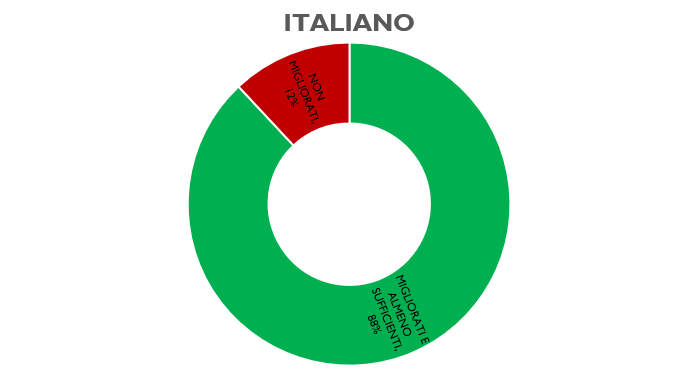 ITALIANO
NON
MIGLIORATI,
12%
MIGLIORATI E
ALMENO
SUFFICIENTI,
88%